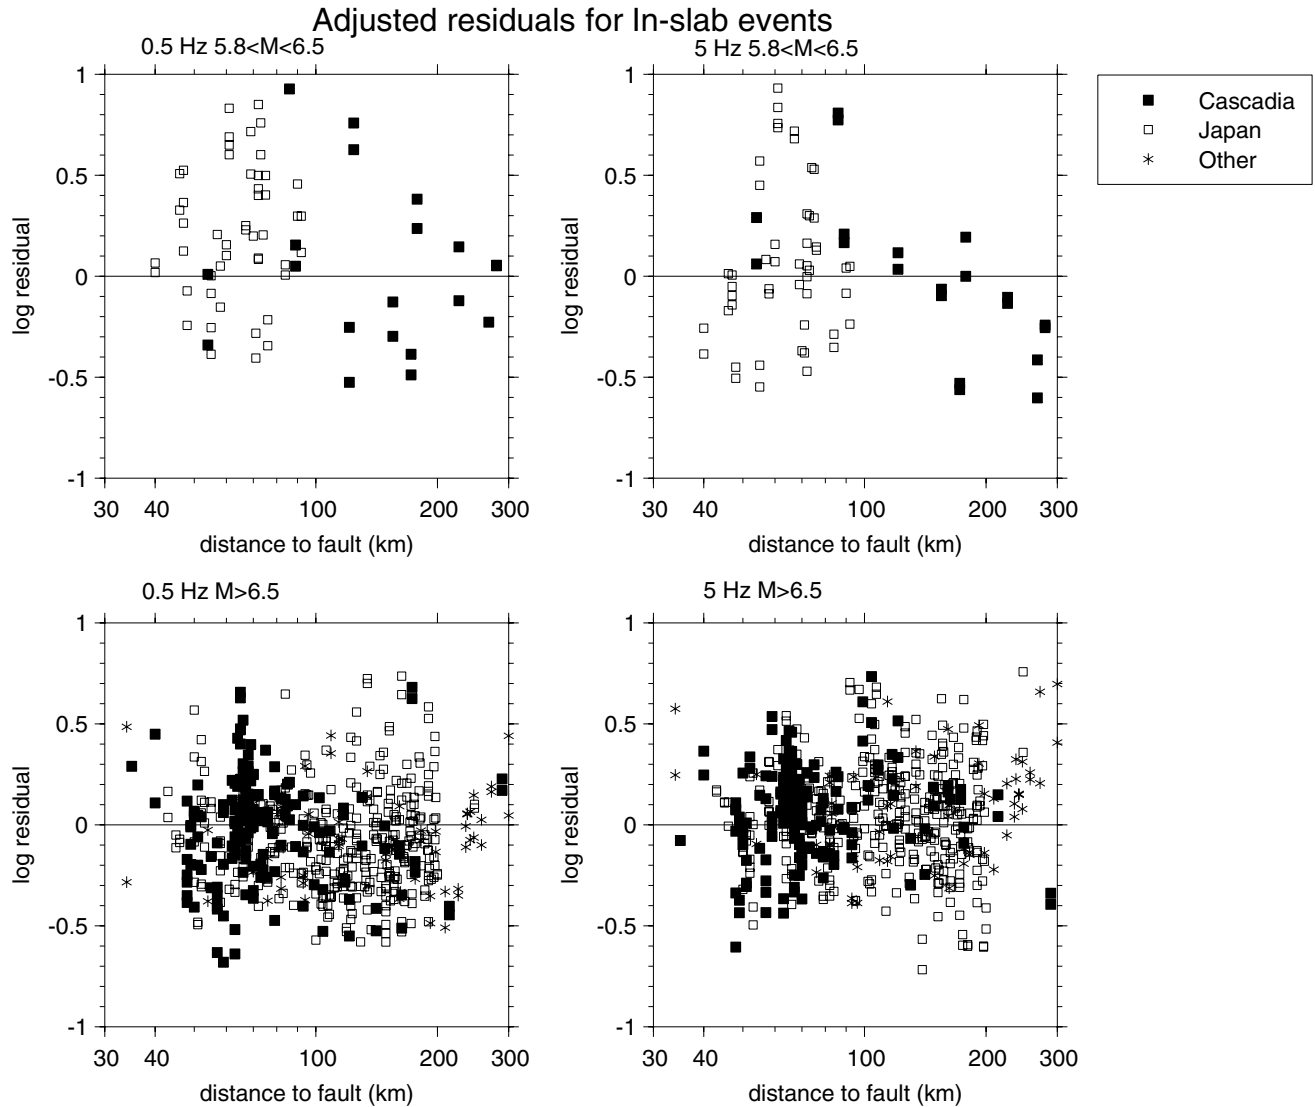 Adjusted residuals for In-slab events
0.5 Hz 5.8<M<6.5
5 Hz 5.8<M<6.5
Cascadia
Japan
Other
1
0.5
0
-0.5
-1
log residual
30 40 100 200 300
distance to fault (km)
1
0.5
0
-0.5
-1
log residual
30 40 100 200 300
distance to fault (km)
0.5 Hz M>6.5
5 Hz M>6.5
1
0.5
0
-0.5
-1
log residual
30 40 100 200 300
distance to fault (km)
1
0.5
0
-0.5
-1
log residual
30 40 100 200 300
distance to fault (km)